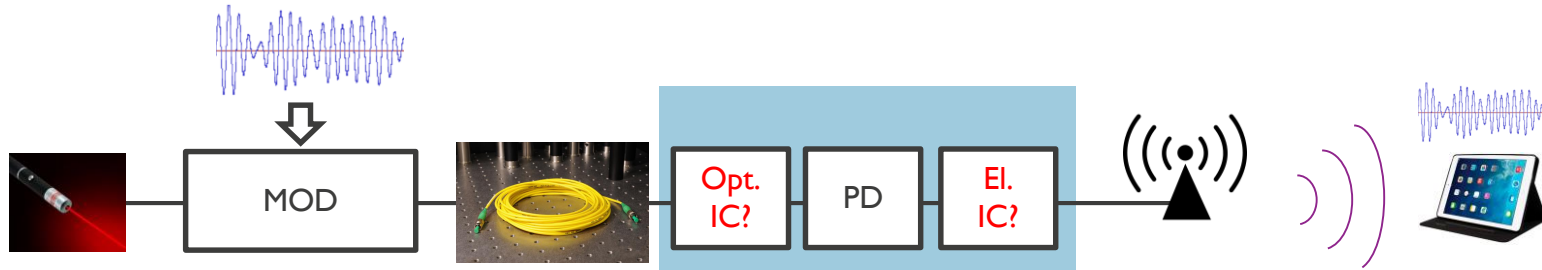 MOD
Opt.
IC?
PD
El.
IC?